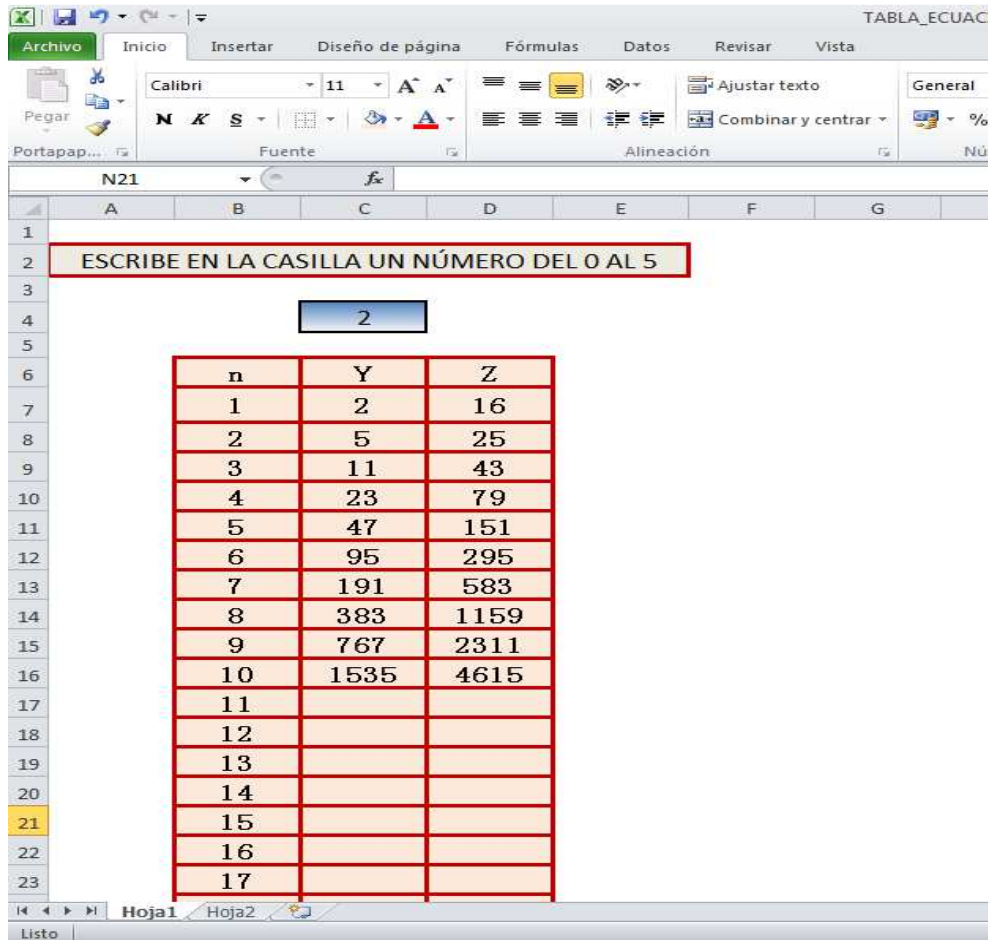 TABLA_ECUAC
Archivo Inicio Insertar Diseño de página Fórmulas Datos Revisar Vista
Calibri 11 A A Ajustar texto General
Pegar N K S A Combinar y centrar %
Portapap... Fuente Alineación Nú
N21 fx
A B C D E F G
1
2 ESCRIBE EN LA CASILLA UN NÚMERO DEL 0 AL 5
3
4 2
5
6 n Y Z
7 1 2 16
8 2 5 25
9 3 11 43
10 4 23 79
11 5 47 151
12 6 95 295
13 7 191 583
14 8 383 1159
15 9 767 2311
16 10 1535 4615
17 11
18 12
19 13
20 14
21 15
22 16
23 17
Hoja1 Hoja2
Listo